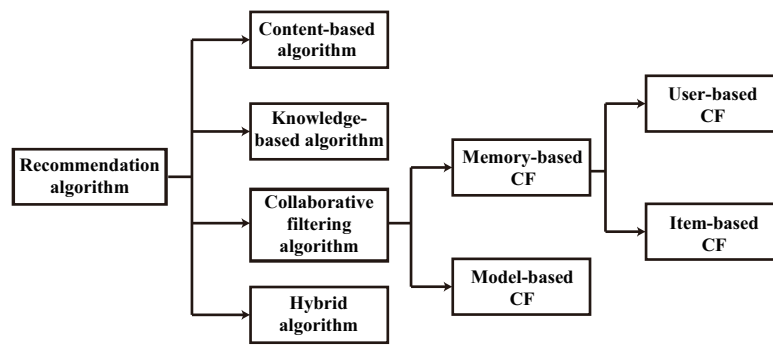 Recommendation
algorithm
Content-based
algorithm
Knowledge-
based algorithm
Collaborative
filtering
algorithm
Hybrid
algorithm
Memory-based
CF
Model-based
CF
User-based
CF
Item-based
CF